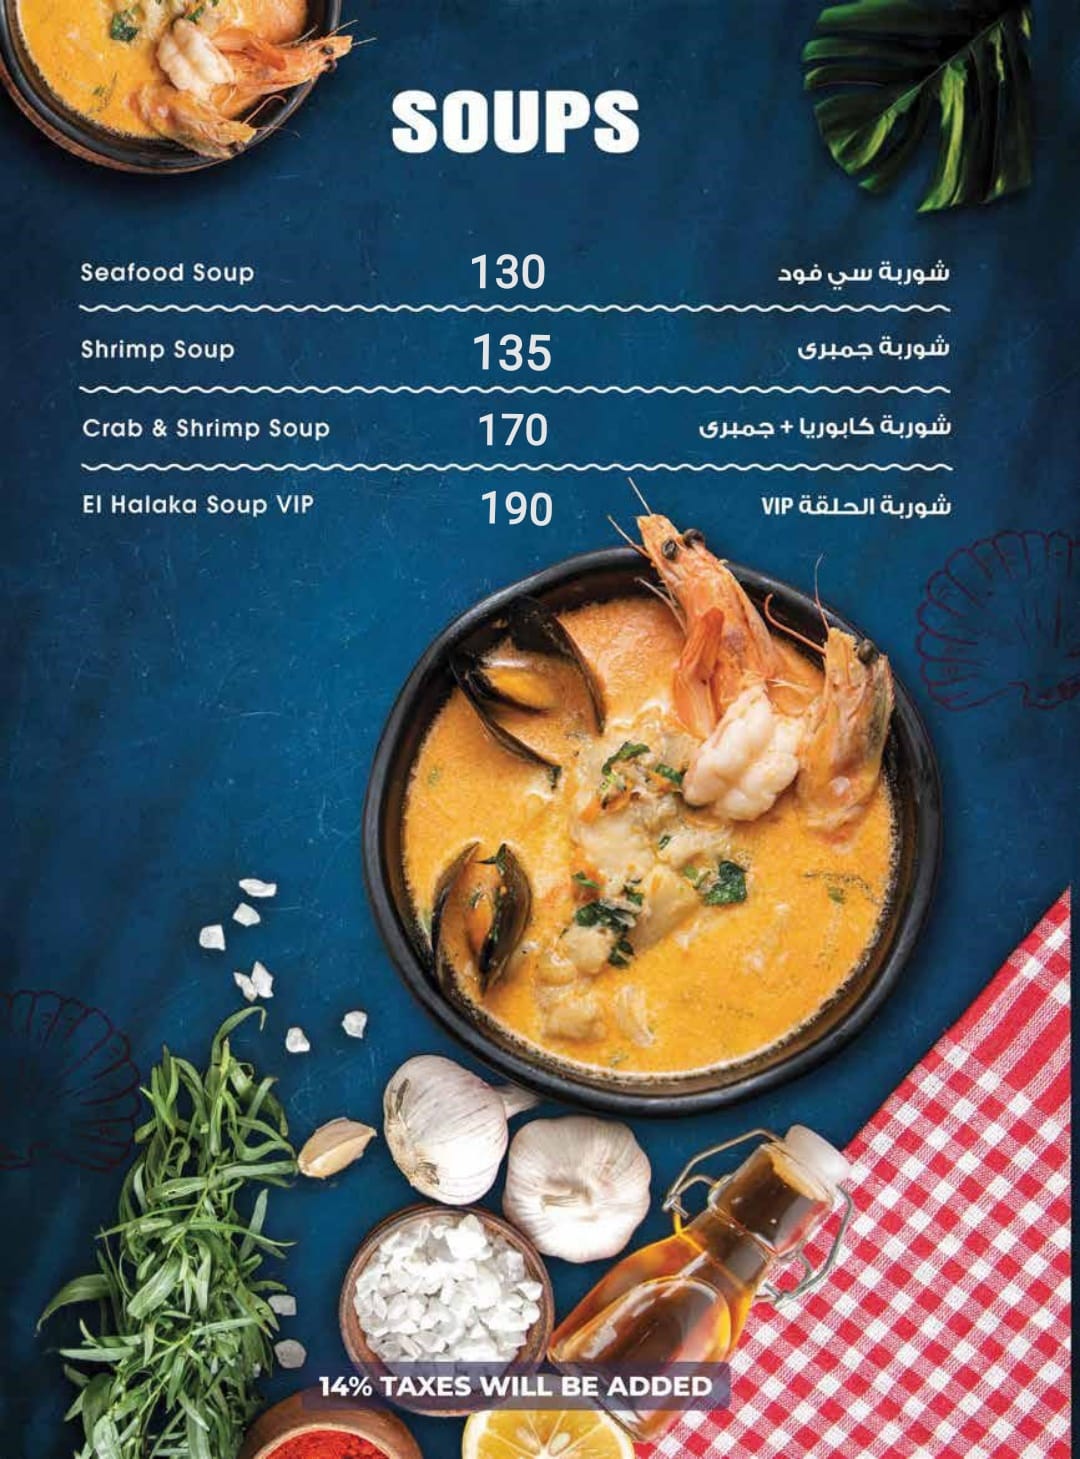 SOUPS
Seafood Soup 130 شوربة سي فود
Shrimp Soup 135 شوربة جمبرى
Crab & Shrimp Soup 170 شوربة كابوريا + جمبرى
El Halaka Soup VIP 190 شوربة الحلقة VIP
14% TAXES WILL BE ADDED